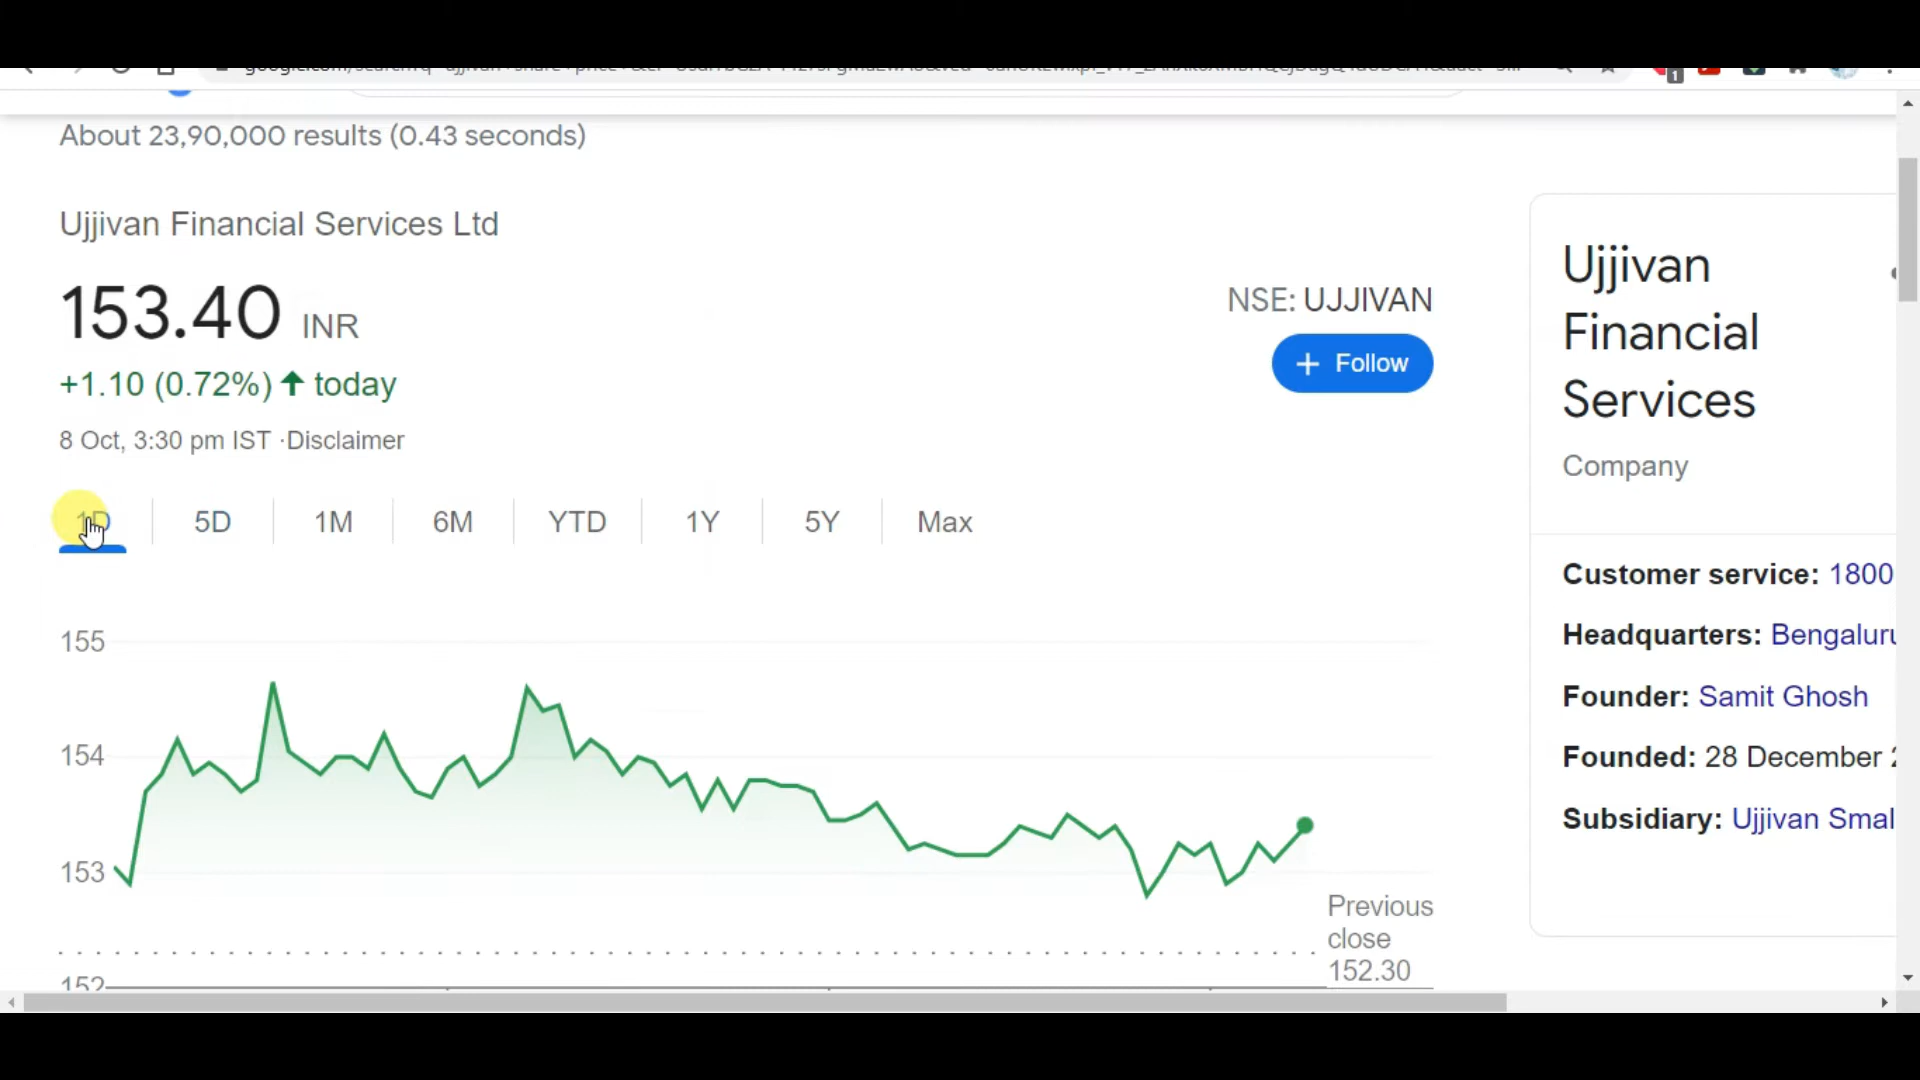 About 23,90,000 results (0.43 seconds)
Ujjivan Financial Services Ltd
153.40 INR
NSE: UJJIVAN
+ Follow
+1.10 (0.72%) today
8 Oct, 3:30 pm IST ·Disclaimer
1D 5D 1M 6M YTD 1Y 5Y Max
155
154
153
152
Previous
close
152.30
Ujjivan
Financial
Services
Company
Customer service: 1800
Headquarters: Bengaluru
Founder: Samit Ghosh
Founded: 28 December
Subsidiary: Ujjivan Smal
1